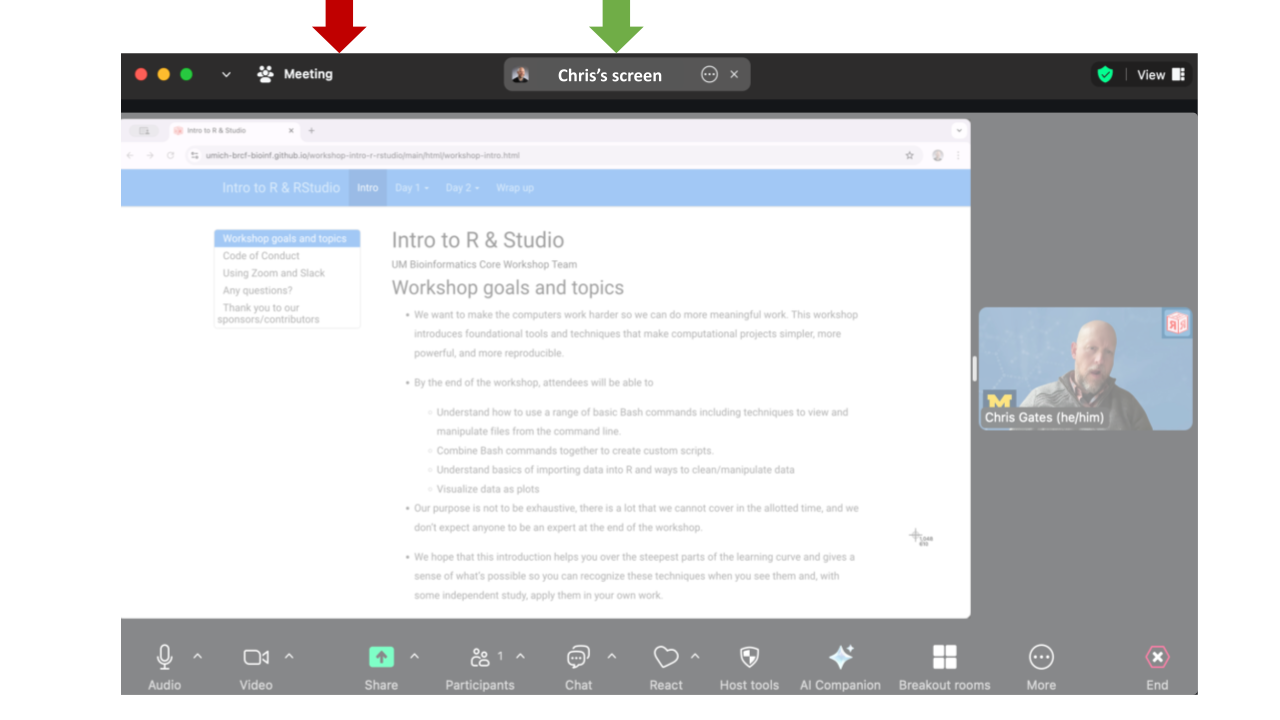 Meeting
Chris's screen
View
Intro to R & Studio
umich-brcf-bioinf.github.io/workshop-intro-r-rstudio/main/html/workshop-intro.html
Intro to R & RStudio Intro Day 1 Day 2 Wrap up
Workshop goals and topics
Code of Conduct
Using Zoom and Slack
Any questions?
Thank you to our
sponsors/contributors
Intro to R & Studio
UM Bioinformatics Core Workshop Team
Workshop goals and topics
• We want to make the computers work harder so we can do more meaningful work. This workshop
introduces foundational tools and techniques that make computational projects simpler, more
powerful, and more reproducible.
• By the end of the workshop, attendees will be able to
◦ Understand how to use a range of basic Bash commands including techniques to view and
manipulate files from the command line.
◦ Combine Bash commands together to create custom scripts.
◦ Understand basics of importing data into R and ways to clean/manipulate data
◦ Visualize data as plots
• Our purpose is not to be exhaustive, there is a lot that we cannot cover in the allotted time, and we
don't expect anyone to be an expert at the end of the workshop.
• We hope that this introduction helps you over the steepest parts of the learning curve and gives a
sense of what's possible so you can recognize these techniques when you see them and, with
some independent study, apply them in your own work.
M
Chris Gates (he/him)
Audio
Video
Share
1
Participants
Chat
React
Host tools
AI Companion
Breakout rooms
More
End